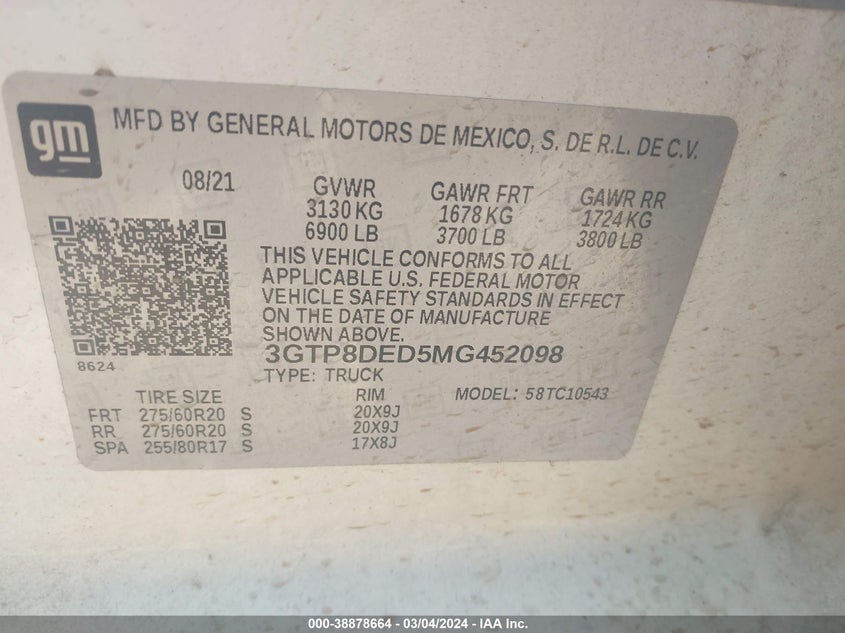 gm
MFD BY GENERAL MOTORS DE MEXICO, S. DE R.L. DE C.V.
08/21 GVWR GAWR FRT GAWR RR
3130 KG 1678 KG 1724 KG
6900 LB 3700 LB 3800 LB
THIS VEHICLE CONFORMS TO ALL
APPLICABLE U.S. FEDERAL MOTOR
VEHICLE SAFETY STANDARDS IN EFFECT
ON THE DATE OF MANUFACTURE
SHOWN ABOVE.
8624
3GTP8DED5MG452098
TYPE: TRUCK
TIRE SIZE RIM MODEL: 58TC10543
FRT 275/60R20 S 20X9J
RR 275/60R20 S 20X9J
SPA 255/80R17 S 17X8J
000-38878664 - 03/04/2024 - IAA Inc.